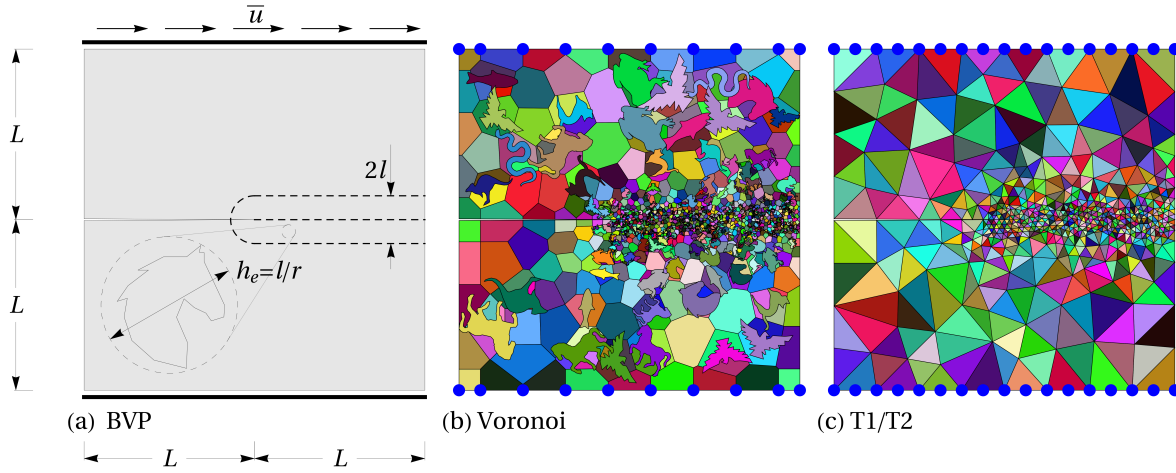 u̅
L
2l
L
h_e=l/r
(a) BVP
(b) Voronoi
(c) T1/T2
L
L